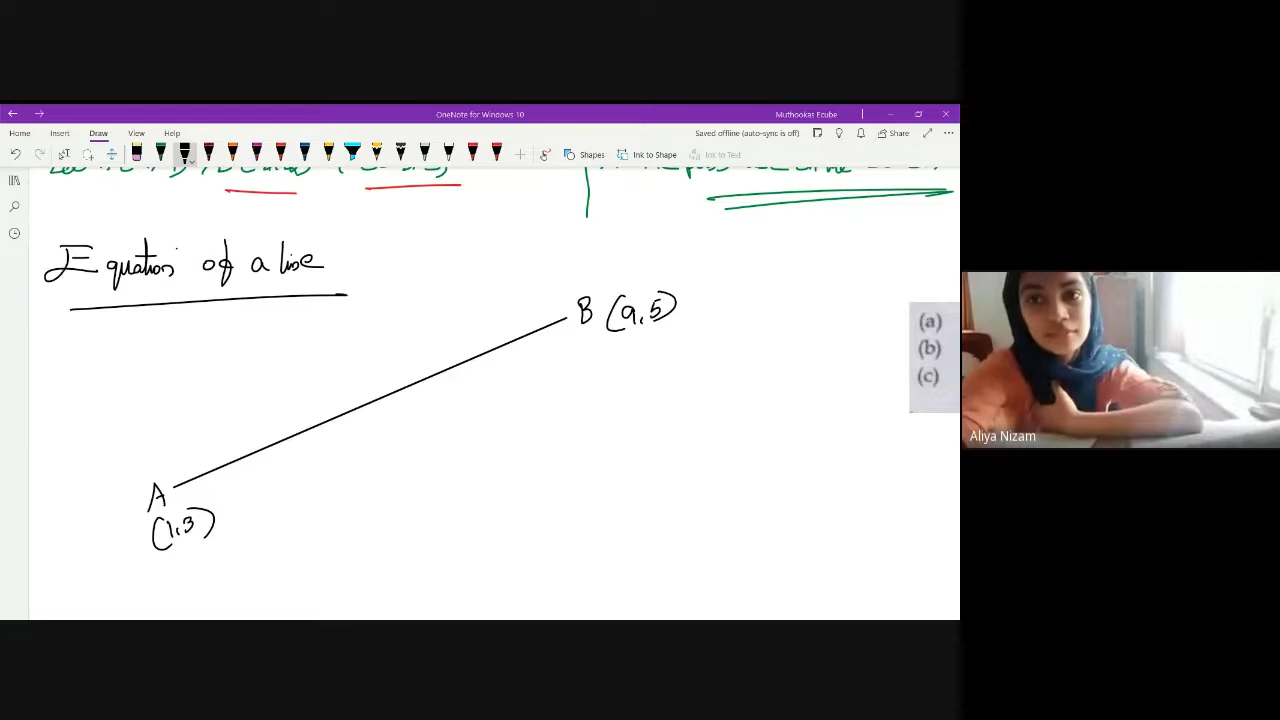 OneNote for Windows 10
Muthookas Ecube
Home Insert Draw View Help
Saved offline (auto-sync is off)
Share
Shapes
Ink to Shape
Ink to Text
Equation of a line
B (9,5)
A
(1,3)
(a)
(b)
(c)
Aliya Nizam